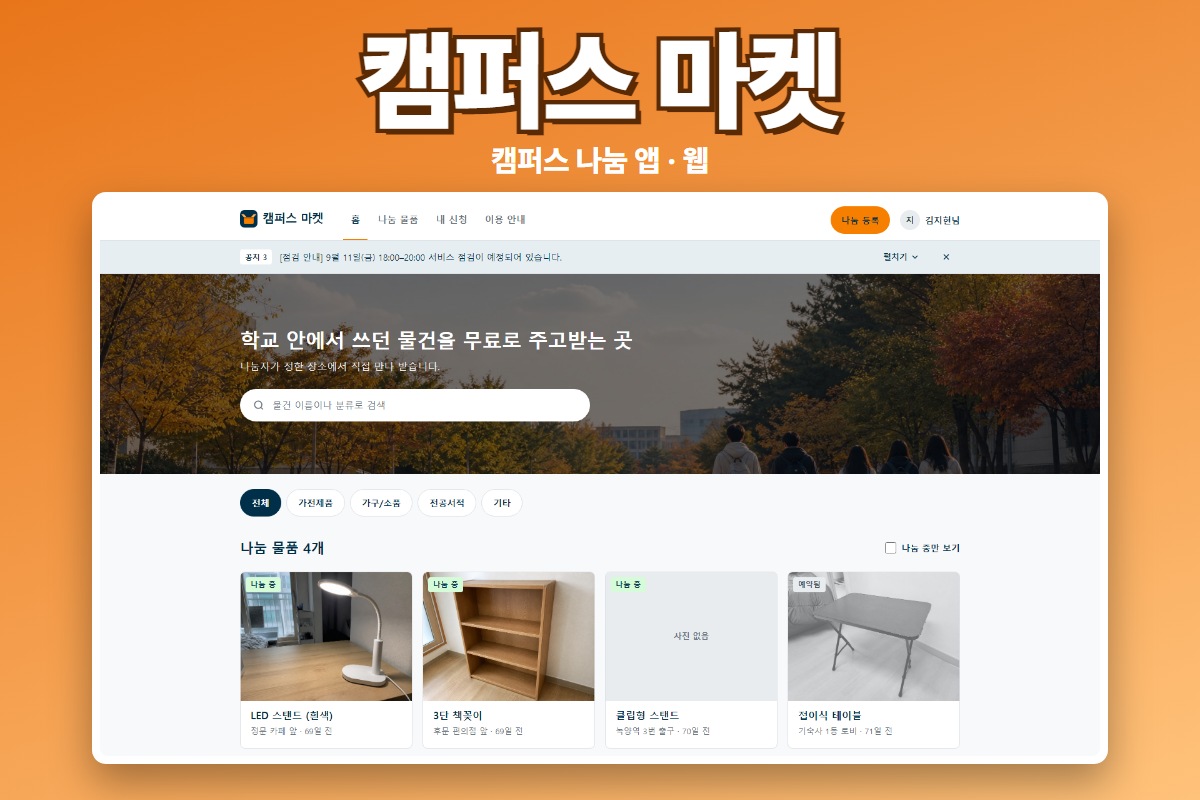 캠퍼스 마켓
캠퍼스 나눔 앱 · 웹
캠퍼스 마켓 홈 나눔 물품 내 신청 이용 안내 나눔 등록 지 김지현님
공지 3 [점검 안내] 9월 11일(금) 18:00–20:00 서비스 점검이 예정되어 있습니다. 펼치기 ✕
학교 안에서 쓰던 물건을 무료로 주고받는 곳
나눔자가 정한 장소에서 직접 만나 받습니다.
물건 이름이나 분류로 검색
전체 가전제품 가구/소품 전공서적 기타
나눔 물품 4개 나눔 중만 보기
나눔 중 나눔 중 나눔 중 예약됨
사진 없음
LED 스탠드 (흰색) 3단 책꽂이 클립형 스탠드 접이식 테이블
정문 카페 앞 · 69일 전 후문 편의점 앞 · 69일 전 녹양역 3번 출구 · 70일 전 기숙사 1동 로비 · 71일 전